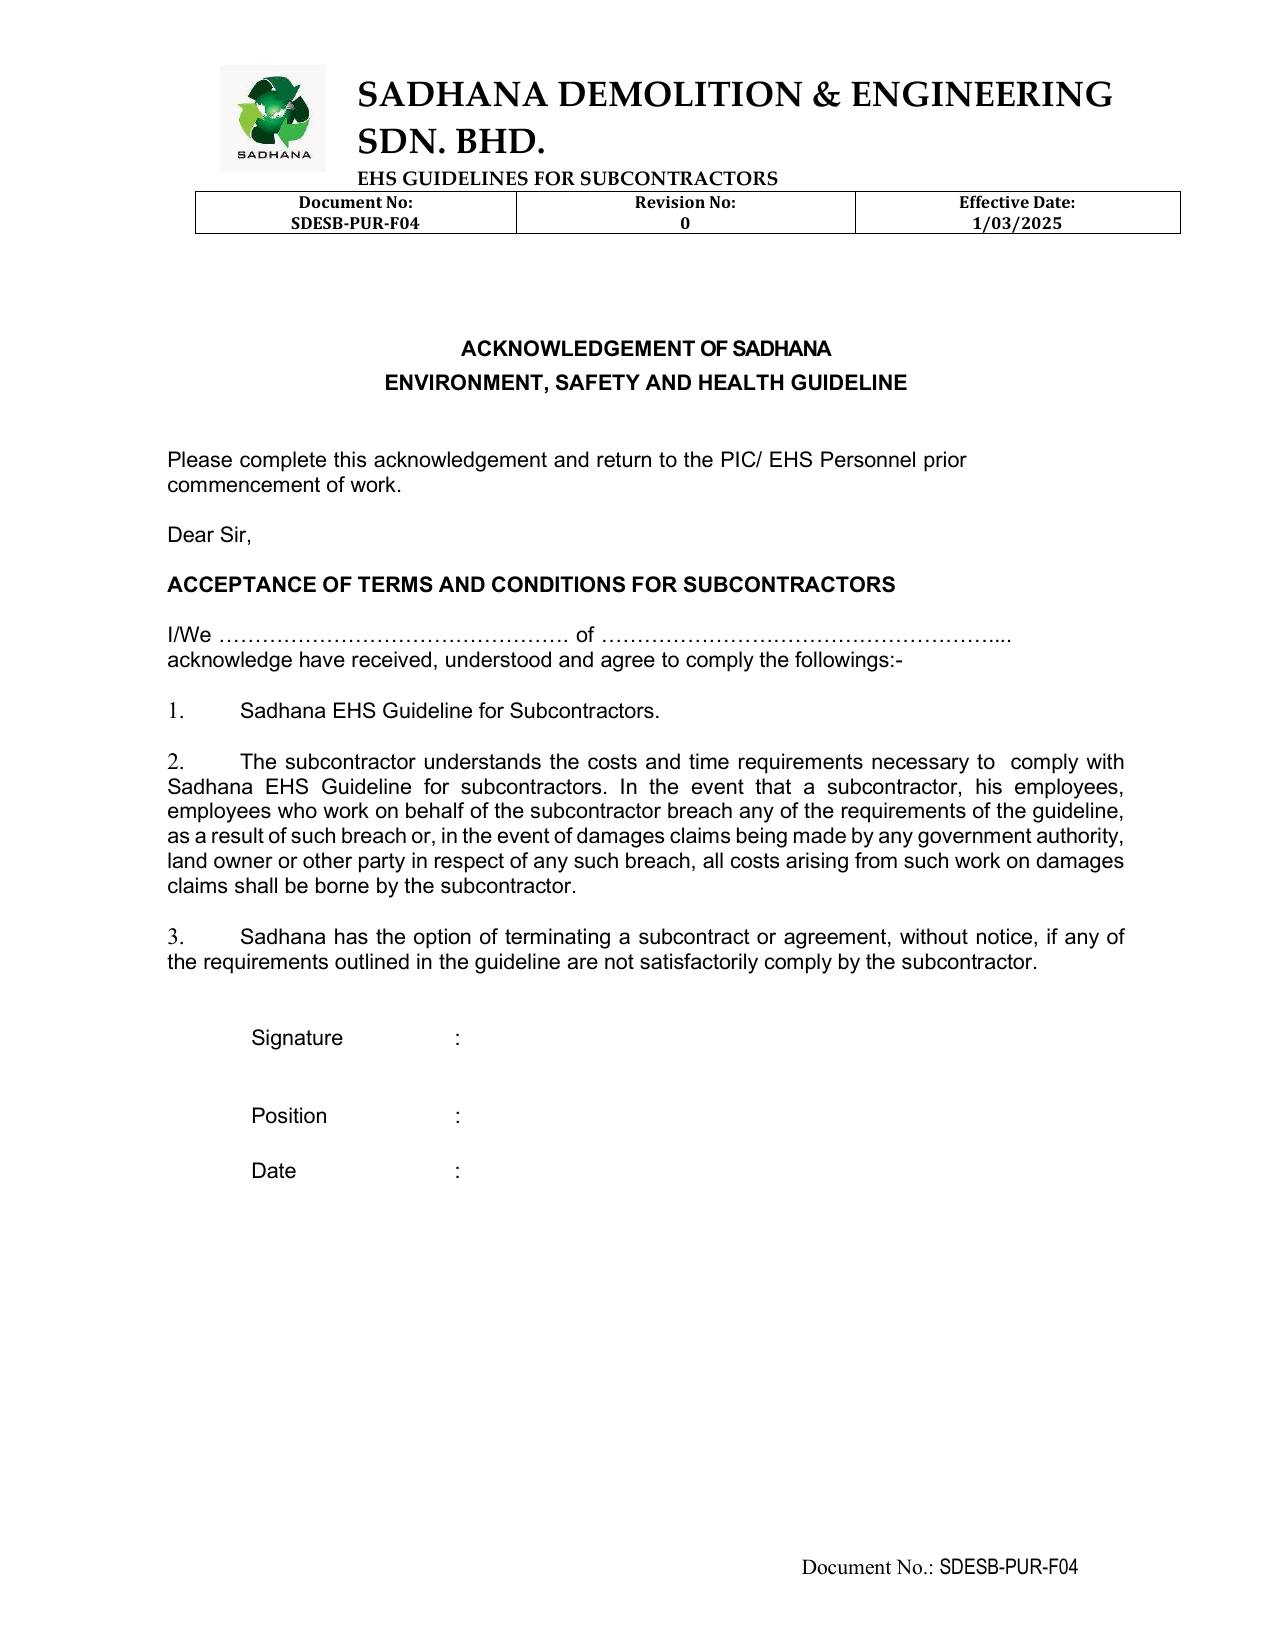 SADHANA
SADHANA DEMOLITION & ENGINEERING
SDN. BHD.
EHS GUIDELINES FOR SUBCONTRACTORS
Document No: Revision No: Effective Date:
SDESB-PUR-F04 0 1/03/2025
ACKNOWLEDGEMENT OF SADHANA
ENVIRONMENT, SAFETY AND HEALTH GUIDELINE
Please complete this acknowledgement and return to the PIC/ EHS Personnel prior
commencement of work.
Dear Sir,
ACCEPTANCE OF TERMS AND CONDITIONS FOR SUBCONTRACTORS
I/We …………………………………………. of ………………………………………………....
acknowledge have received, understood and agree to comply the followings:-
1. Sadhana EHS Guideline for Subcontractors.
2. The subcontractor understands the costs and time requirements necessary to comply with
Sadhana EHS Guideline for subcontractors. In the event that a subcontractor, his employees,
employees who work on behalf of the subcontractor breach any of the requirements of the guideline,
as a result of such breach or, in the event of damages claims being made by any government authority,
land owner or other party in respect of any such breach, all costs arising from such work on damages
claims shall be borne by the subcontractor.
3. Sadhana has the option of terminating a subcontract or agreement, without notice, if any of
the requirements outlined in the guideline are not satisfactorily comply by the subcontractor.
Signature :
Position :
Date :
Document No.: SDESB-PUR-F04